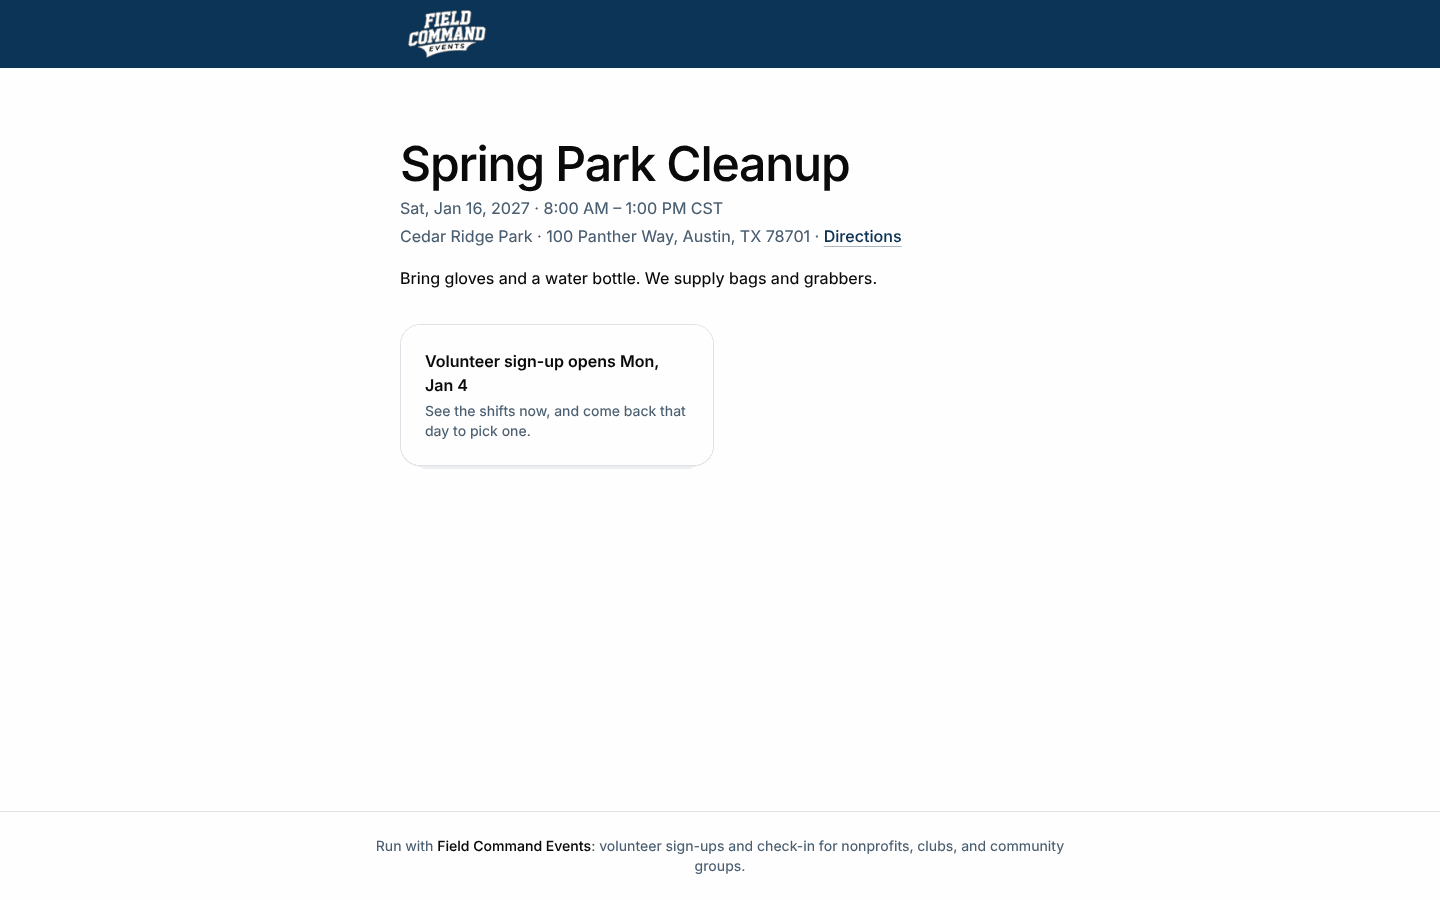 FIELD
COMMAND
EVENTS
Spring Park Cleanup
Sat, Jan 16, 2027 · 8:00 AM – 1:00 PM CST
Cedar Ridge Park · 100 Panther Way, Austin, TX 78701 · Directions
Bring gloves and a water bottle. We supply bags and grabbers.
Volunteer sign-up opens Mon,
Jan 4
See the shifts now, and come back that
day to pick one.
Run with Field Command Events: volunteer sign-ups and check-in for nonprofits, clubs, and community
groups.